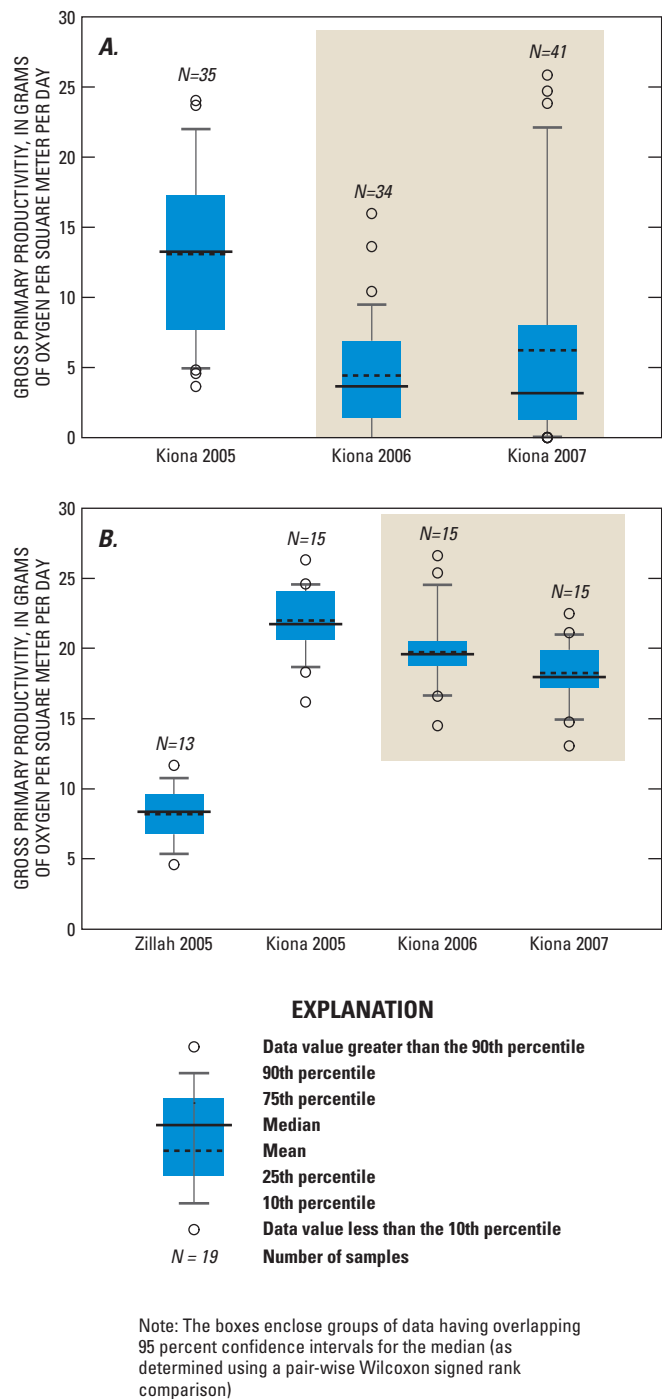 GROSS PRIMARY PRODUCTIVITIY, IN GRAMS
OF OXYGEN PER SQUARE METER PER DAY
30
25
20
15
10
5
0
A.
N=35
N=34
N=41
Kiona 2005
Kiona 2006
Kiona 2007
GROSS PRIMARY PRODUCTIVITIY, IN GRAMS
OF OXYGEN PER SQUARE METER PER DAY
30
25
20
15
10
5
0
B.
N=13
N=15
N=15
N=15
Zillah 2005
Kiona 2005
Kiona 2006
Kiona 2007
EXPLANATION
Data value greater than the 90th percentile
90th percentile
75th percentile
Median
Mean
25th percentile
10th percentile
Data value less than the 10th percentile
N = 19 Number of samples
Note: The boxes enclose groups of data having overlapping
95 percent confidence intervals for the median (as
determined using a pair-wise Wilcoxon signed rank
comparison)